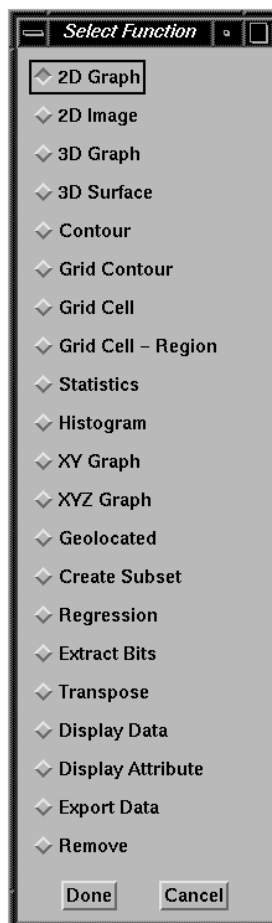 Select Function
2D Graph
2D Image
3D Graph
3D Surface
Contour
Grid Contour
Grid Cell
Grid Cell – Region
Statistics
Histogram
XY Graph
XYZ Graph
Geolocated
Create Subset
Regression
Extract Bits
Transpose
Display Data
Display Attribute
Export Data
Remove
Done Cancel